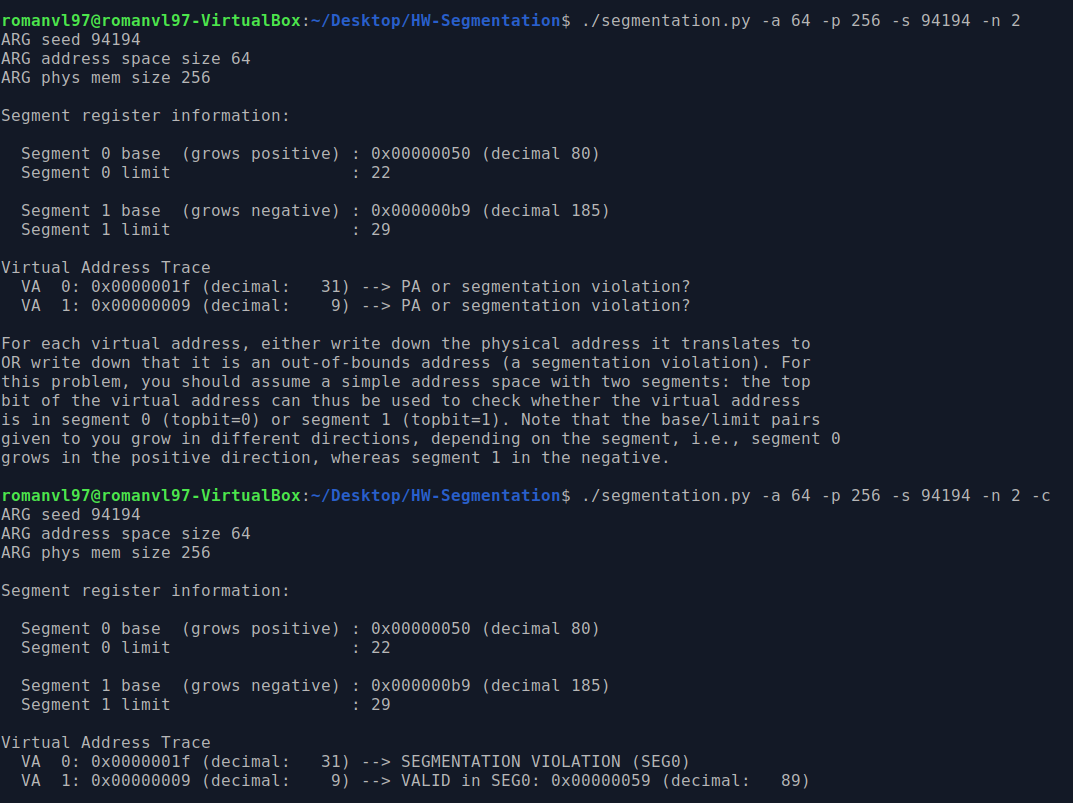 romanvl97@romanvl97-VirtualBox:~/Desktop/HW-Segmentation$ ./segmentation.py -a 64 -p 256 -s 94194 -n 2
ARG seed 94194
ARG address space size 64
ARG phys mem size 256

Segment register information:

  Segment 0 base  (grows positive) : 0x00000050 (decimal 80)
  Segment 0 limit                  : 22

  Segment 1 base  (grows negative) : 0x000000b9 (decimal 185)
  Segment 1 limit                  : 29

Virtual Address Trace
  VA  0: 0x0000001f (decimal:   31) --> PA or segmentation violation?
  VA  1: 0x00000009 (decimal:    9) --> PA or segmentation violation?

For each virtual address, either write down the physical address it translates to
OR write down that it is an out-of-bounds address (a segmentation violation). For
this problem, you should assume a simple address space with two segments: the top
bit of the virtual address can thus be used to check whether the virtual address
is in segment 0 (topbit=0) or segment 1 (topbit=1). Note that the base/limit pairs
given to you grow in different directions, depending on the segment, i.e., segment 0
grows in the positive direction, whereas segment 1 in the negative.

romanvl97@romanvl97-VirtualBox:~/Desktop/HW-Segmentation$ ./segmentation.py -a 64 -p 256 -s 94194 -n 2 -c
ARG seed 94194
ARG address space size 64
ARG phys mem size 256

Segment register information:

  Segment 0 base  (grows positive) : 0x00000050 (decimal 80)
  Segment 0 limit                  : 22

  Segment 1 base  (grows negative) : 0x000000b9 (decimal 185)
  Segment 1 limit                  : 29

Virtual Address Trace
  VA  0: 0x0000001f (decimal:   31) --> SEGMENTATION VIOLATION (SEG0)
  VA  1: 0x00000009 (decimal:    9) --> VALID in SEG0: 0x00000059 (decimal:   89)